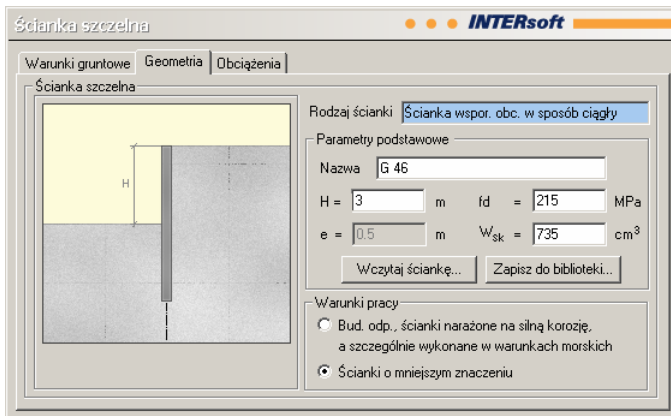 Ścianka szczelna
INTERsoft
Warunki gruntowe Geometria Obciążenia
Ścianka szczelna
H
Rodzaj ścianki Ścianka wspor. obc. w sposób ciągły
Parametry podstawowe
Nazwa G 46
H = 3 m fd = 215 MPa
e = 0.5 m Wsk = 735 cm³
Wczytaj ściankę... Zapisz do biblioteki...
Warunki pracy
Bud. odp., ścianki narażone na silną korozję,
a szczególnie wykonane w warunkach morskich
Ścianki o mniejszym znaczeniu